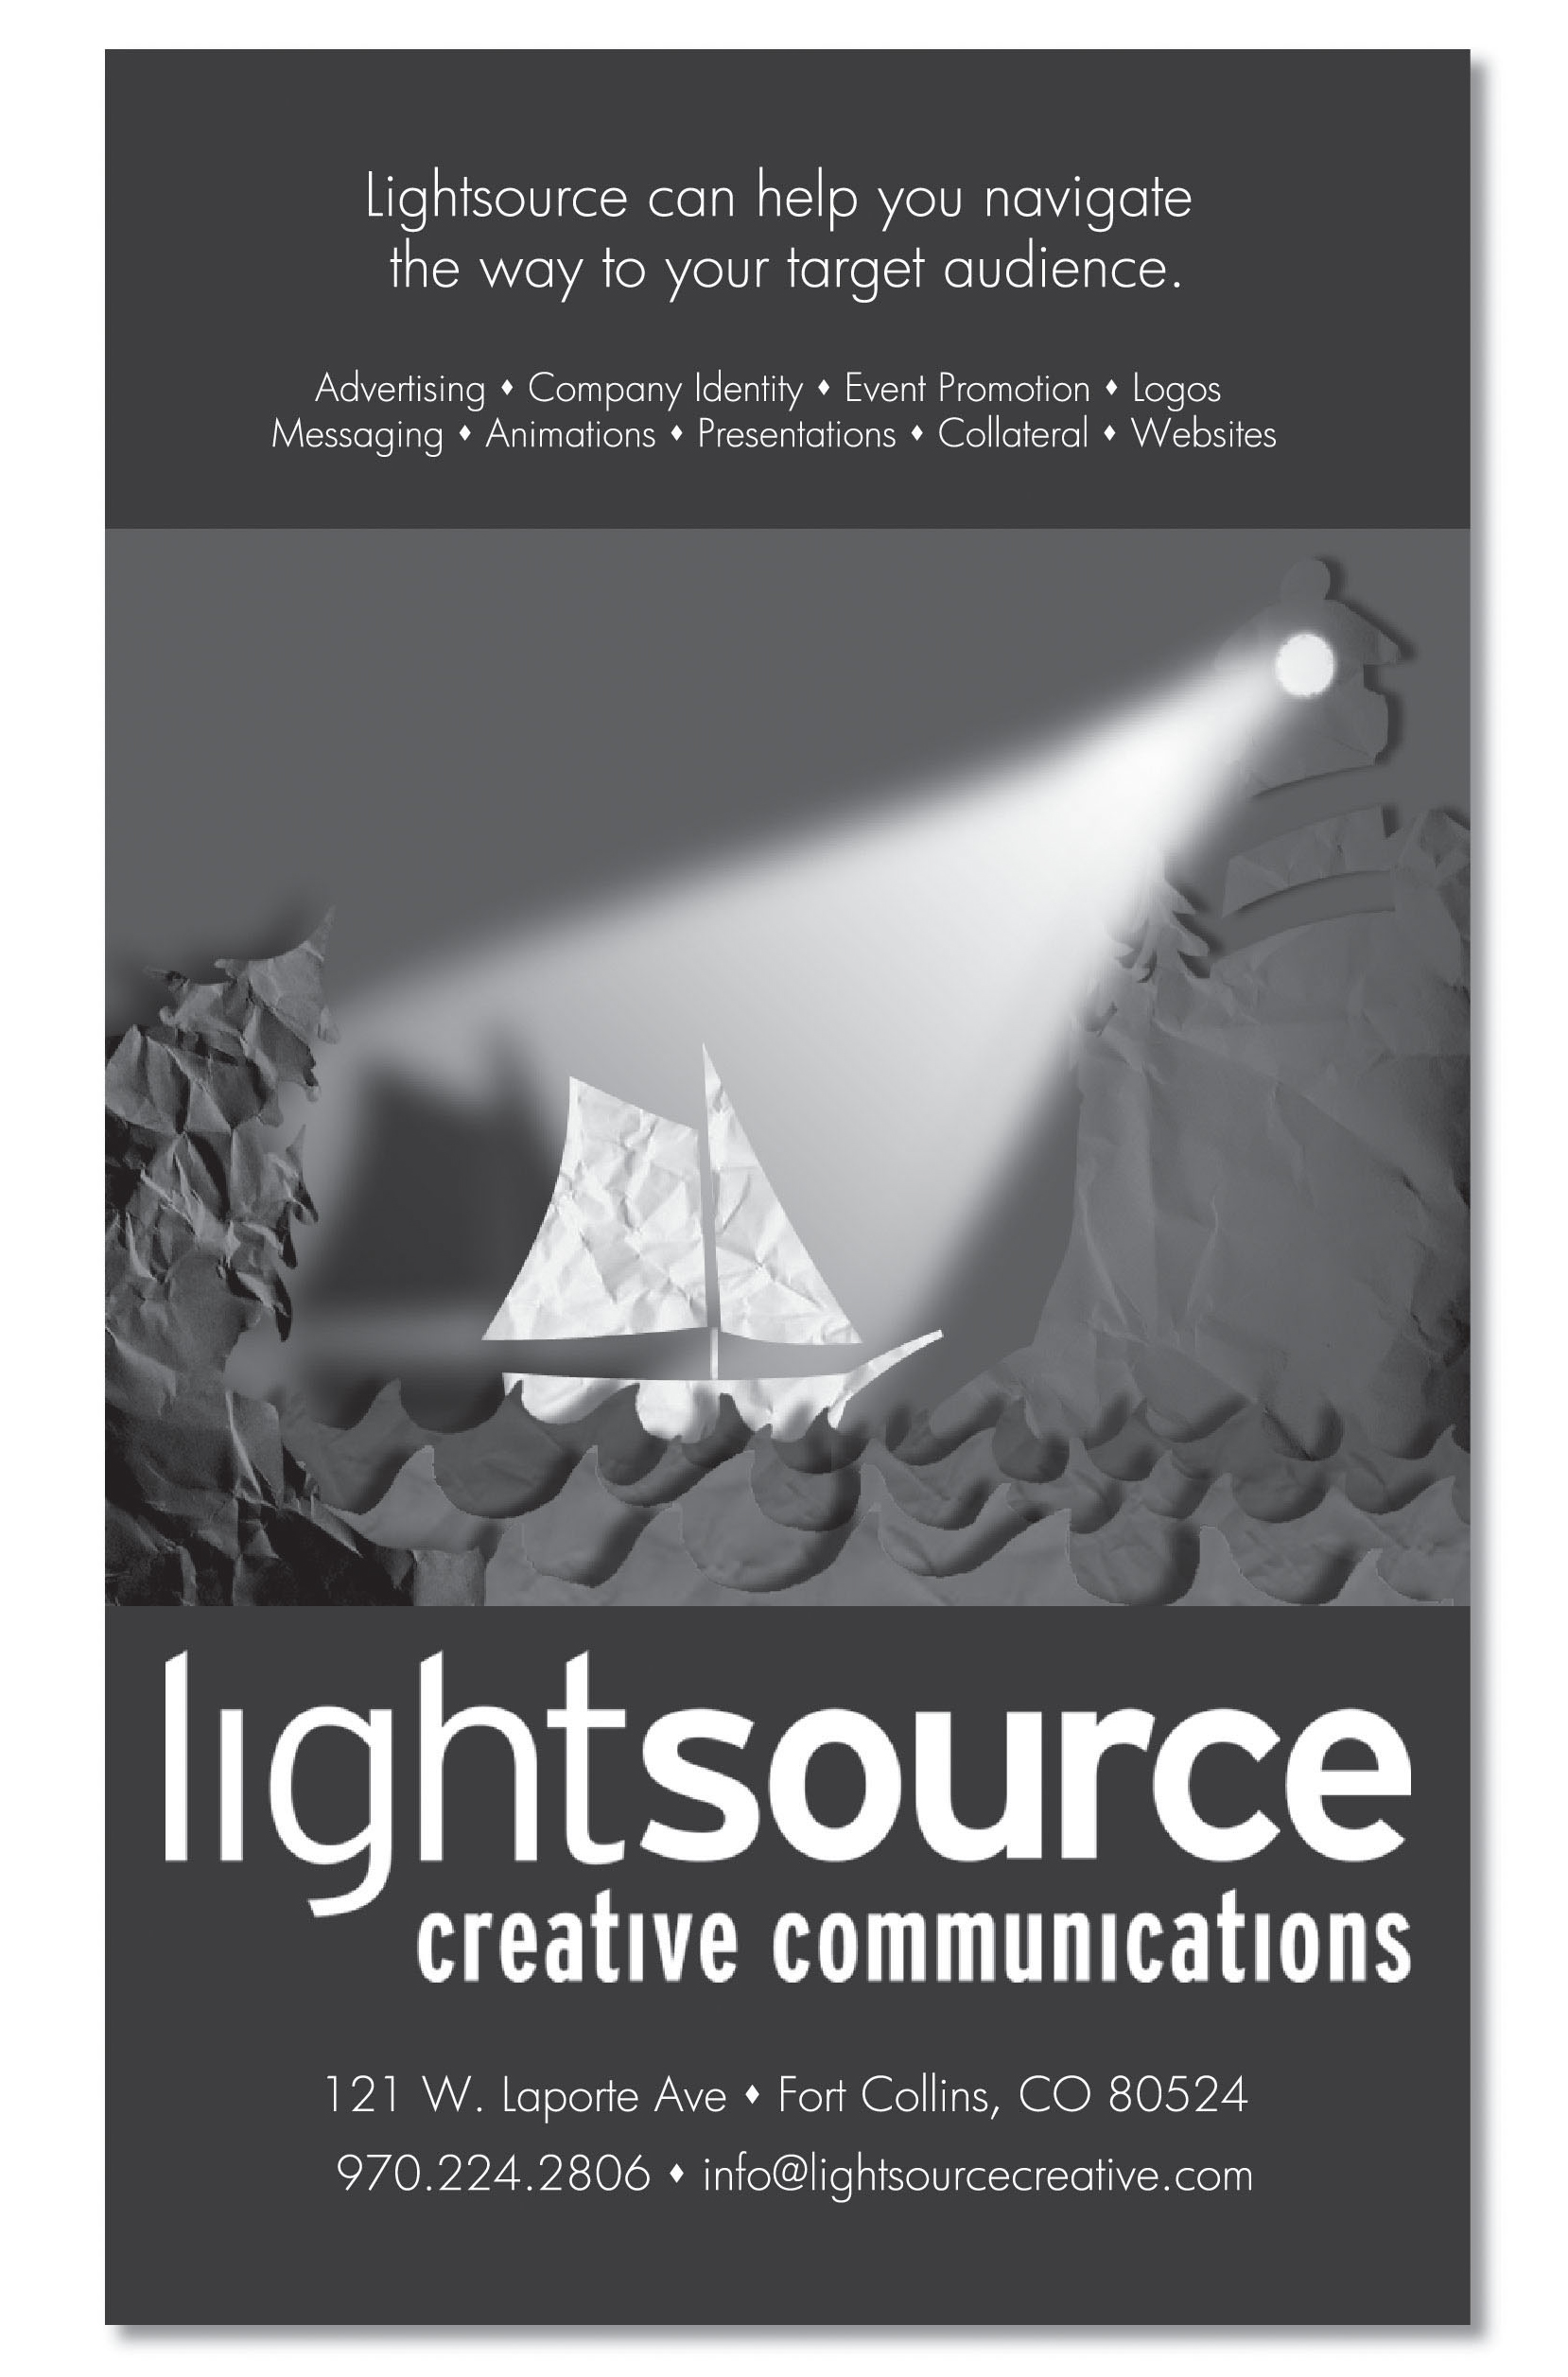 Lightsource can help you navigate
the way to your target audience.
Advertising ♦ Company Identity ♦ Event Promotion ♦ Logos
Messaging ♦ Animations ♦ Presentations ♦ Collateral ♦ Websites
lightsource
creative communications
121 W. Laporte Ave ♦ Fort Collins, CO 80524
970.224.2806 ♦ info@lightsourcecreative.com